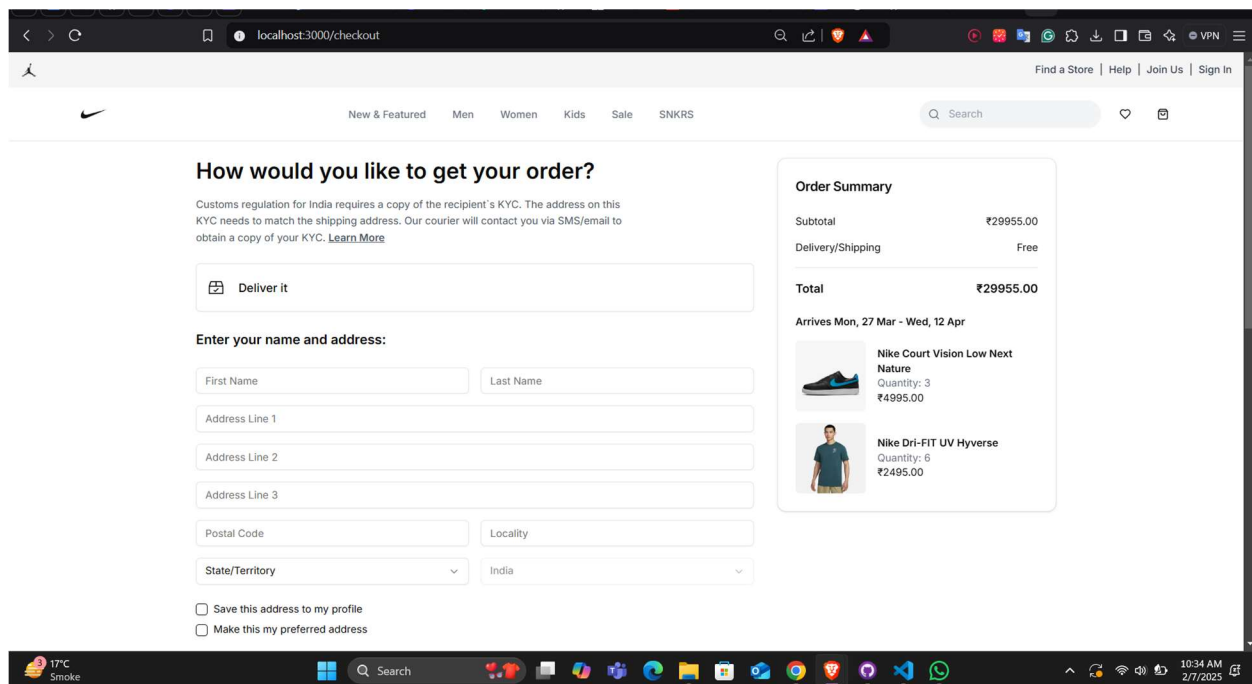 localhost:3000/checkout
VPN
Find a Store | Help | Join Us | Sign In
New & Featured Men Women Kids Sale SNKRS
Search
How would you like to get your order?
Customs regulation for India requires a copy of the recipient`s KYC. The address on this
KYC needs to match the shipping address. Our courier will contact you via SMS/email to
obtain a copy of your KYC. Learn More
Deliver it
Enter your name and address:
First Name
Last Name
Address Line 1
Address Line 2
Address Line 3
Postal Code
Locality
State/Territory
India
Save this address to my profile
Make this my preferred address
Order Summary
Subtotal ₹29955.00
Delivery/Shipping Free
Total ₹29955.00
Arrives Mon, 27 Mar - Wed, 12 Apr
Nike Court Vision Low Next
Nature
Quantity: 3
₹4995.00
Nike Dri-FIT UV Hyverse
Quantity: 6
₹2495.00
3
17°C
Smoke
Search
10:34 AM
2/7/2025